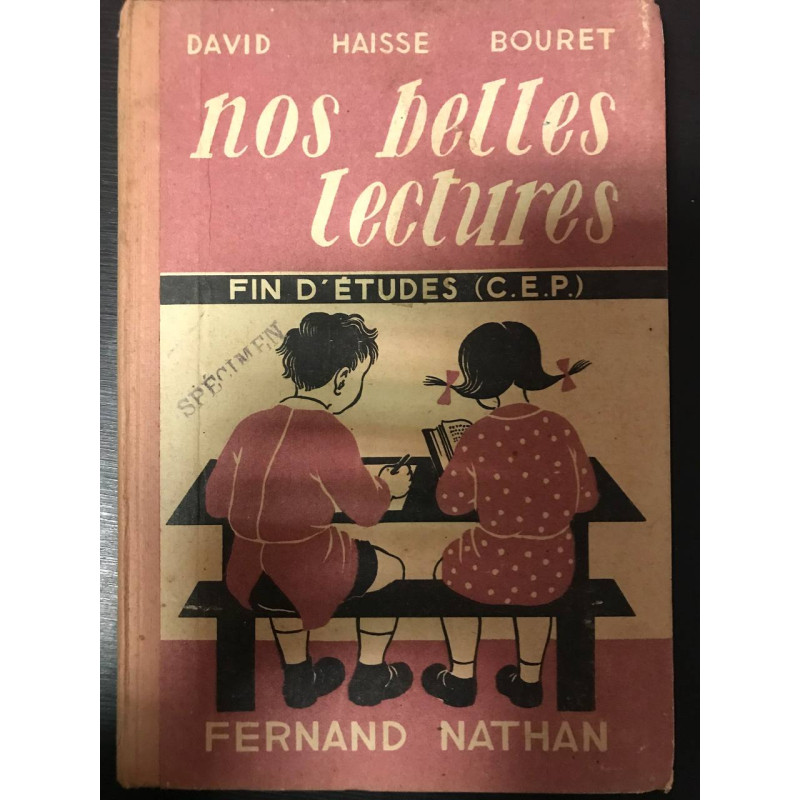 DAVID HAISSE BOURET
nos belles
lectures
FIN D'ÉTUDES (C.E.P.)
SPÉCIMEN
FERNAND NATHAN